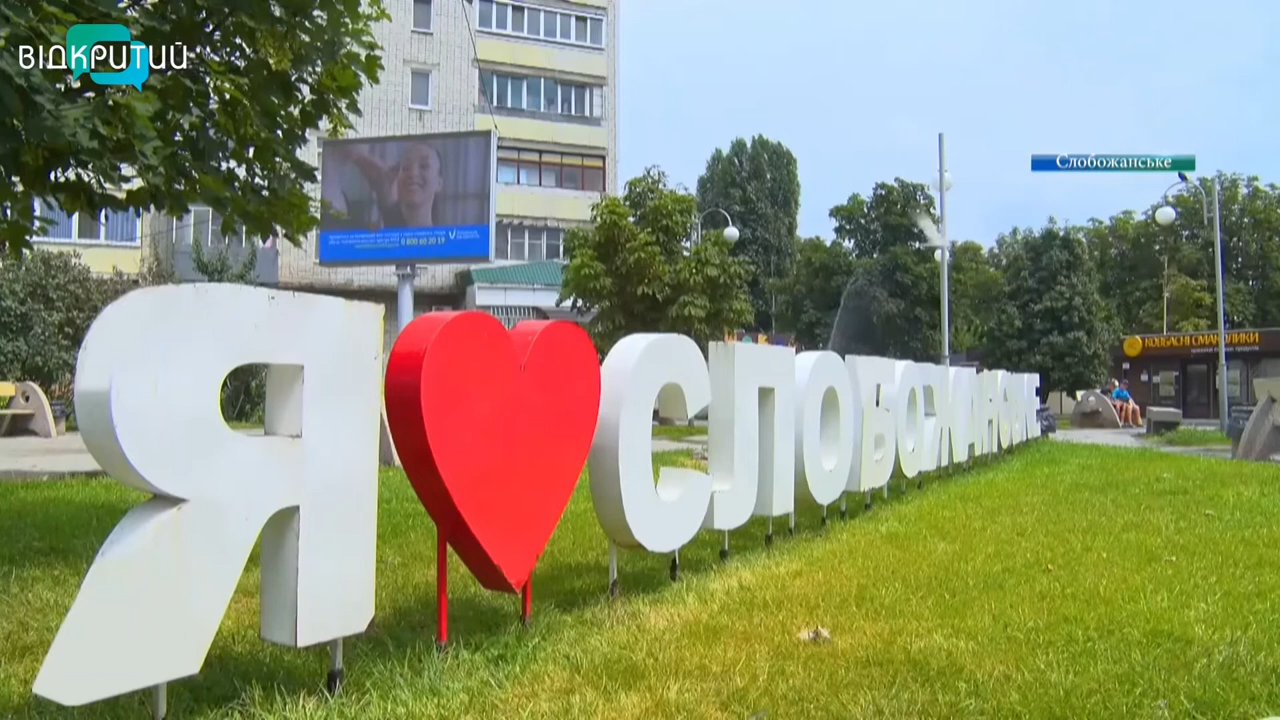 ВІДКРИТИЙ
Слобожанське
0 800 60 20 19
КОВБАСНІ СМАКОЛИКИ
Я СЛОБОЖАНСЬКЕ